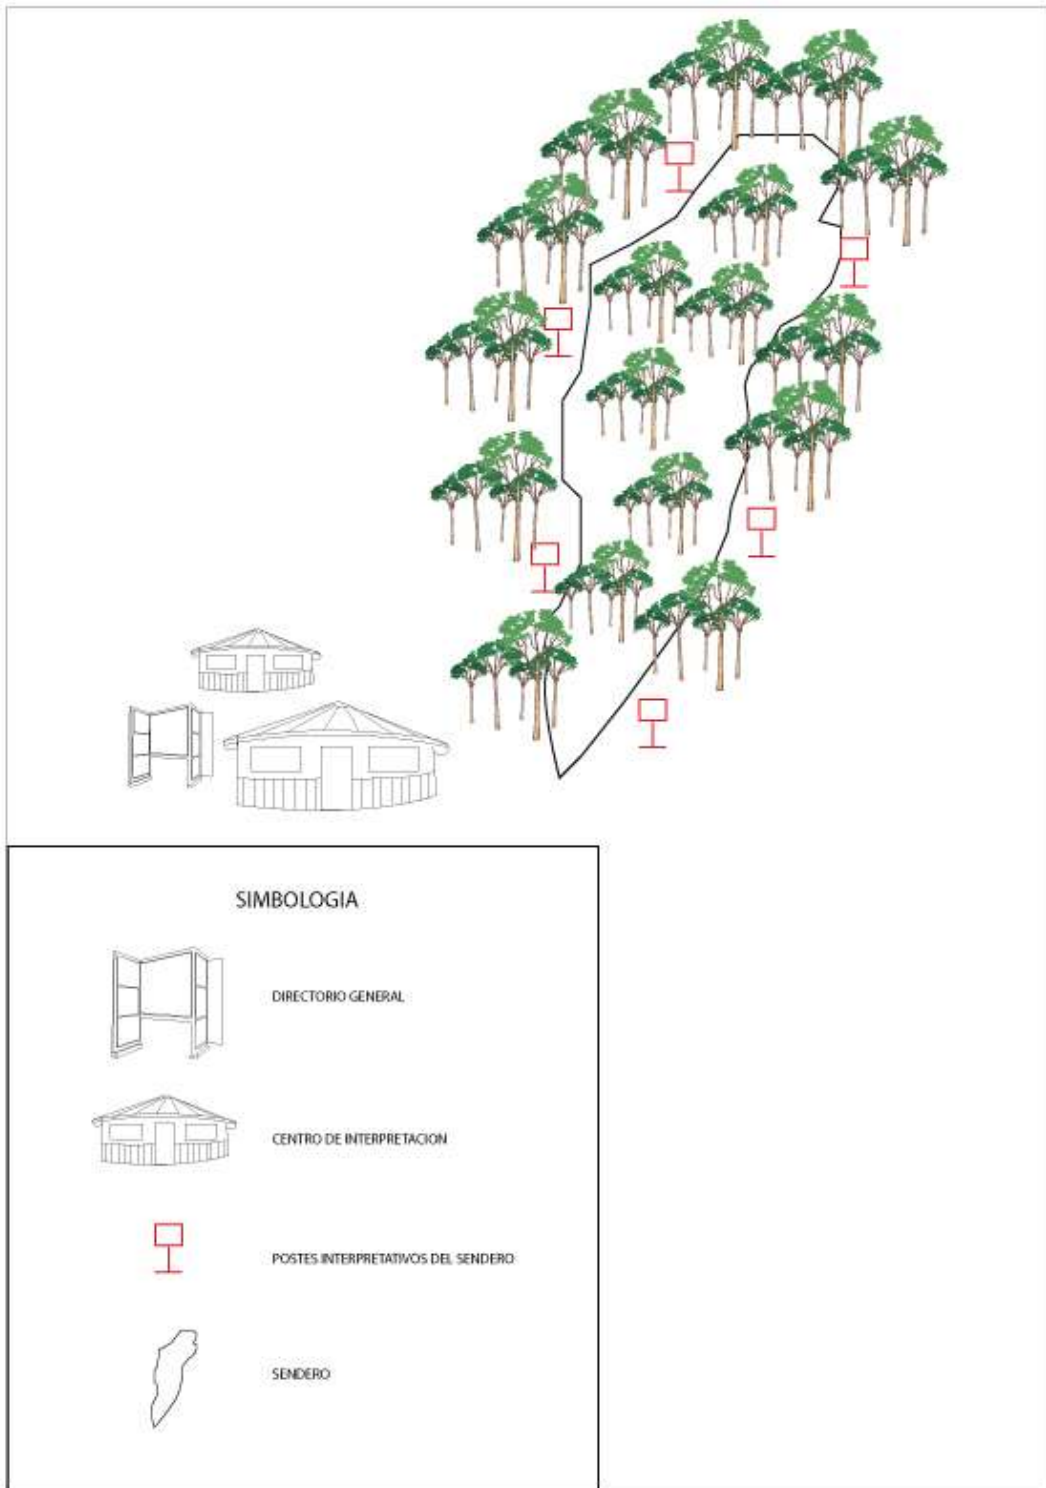 SIMBOLOGIA
DIRECTORIO GENERAL
CENTRO DE INTERPRETACION
POSTES INTERPRETATIVOS DEL SENDERO
SENDERO